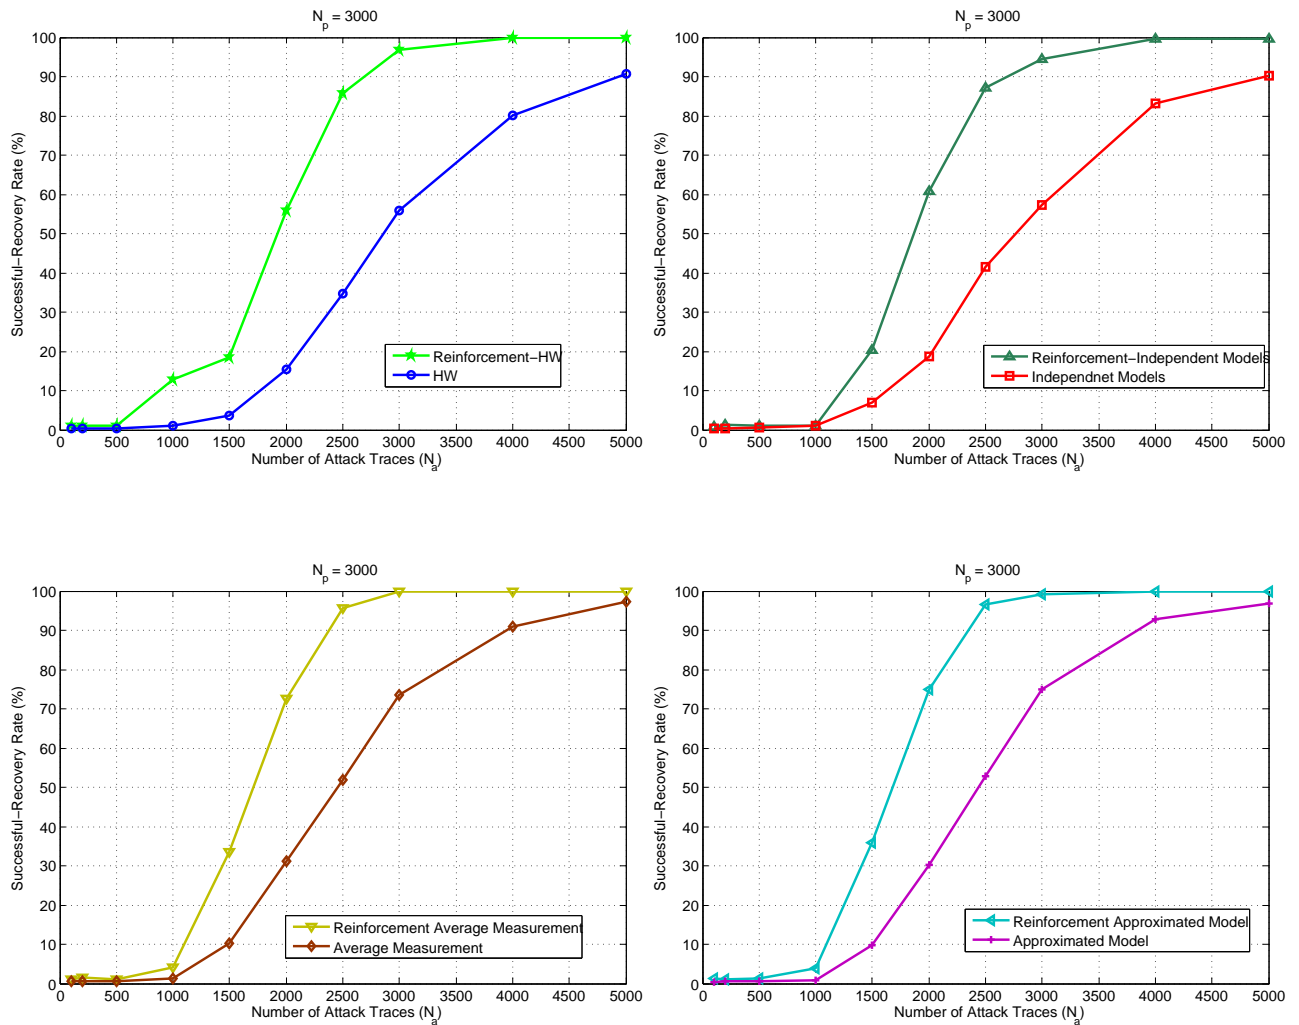 N_p = 3000
Successful-Recovery Rate (%)
100
90
80
70
60
50
40
30
20
10
0
Reinforcement-HW
HW
0 500 1000 1500 2000 2500 3000 3500 4000 4500 5000
Number of Attack Traces (N_a)
N_p = 3000
Successful-Recovery Rate (%)
100
90
80
70
60
50
40
30
20
10
0
Reinforcement-Independent Models
Independnet Models
0 500 1000 1500 2000 2500 3000 3500 4000 4500 5000
Number of Attack Traces (N_a)
N_p = 3000
Successful-Recovery Rate (%)
100
90
80
70
60
50
40
30
20
10
0
Reinforcement Average Measurement
Average Measurement
0 500 1000 1500 2000 2500 3000 3500 4000 4500 5000
Number of Attack Traces (N_a)
N_p = 3000
Successful-Recovery Rate (%)
100
90
80
70
60
50
40
30
20
10
0
Reinforcement Approximated Model
Approximated Model
0 500 1000 1500 2000 2500 3000 3500 4000 4500 5000
Number of Attack Traces (N_a)